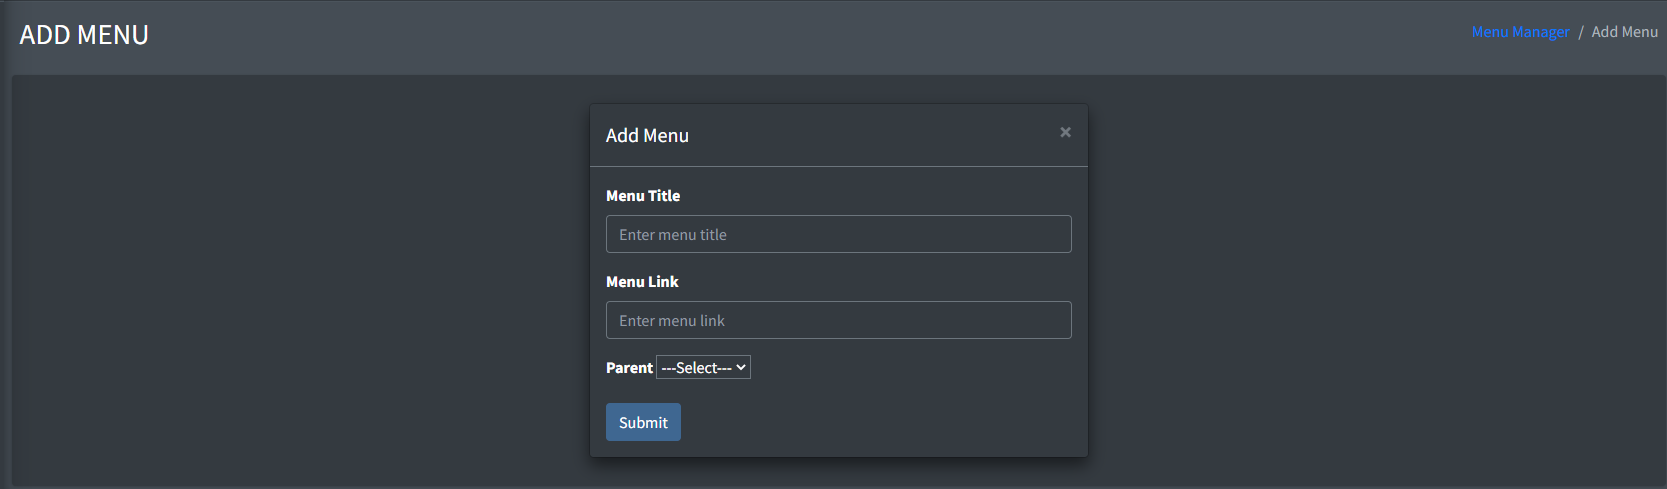 ADD MENU
Menu Manager / Add Menu
Add Menu ×
Menu Title
Enter menu title
Menu Link
Enter menu link
Parent ---Select---
Submit